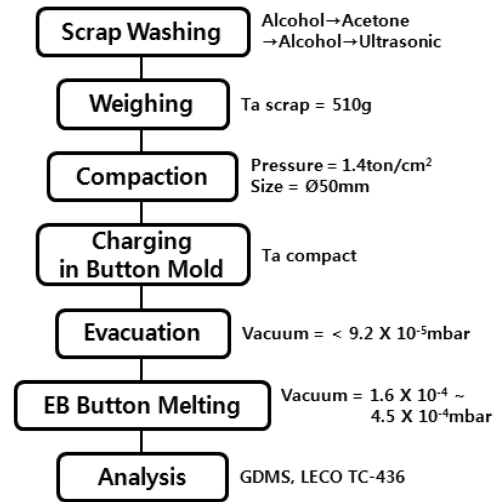 Scrap Washing
Alcohol→Acetone
→Alcohol→Ultrasonic
Weighing
Ta scrap = 510g
Compaction
Pressure = 1.4ton/cm²
Size = Ø50mm
Charging
in Button Mold
Ta compact
Evacuation
Vacuum = < 9.2 X 10⁻⁵mbar
EB Button Melting
Vacuum = 1.6 X 10⁻⁴ ~
4.5 X 10⁻⁴mbar
Analysis
GDMS, LECO TC-436